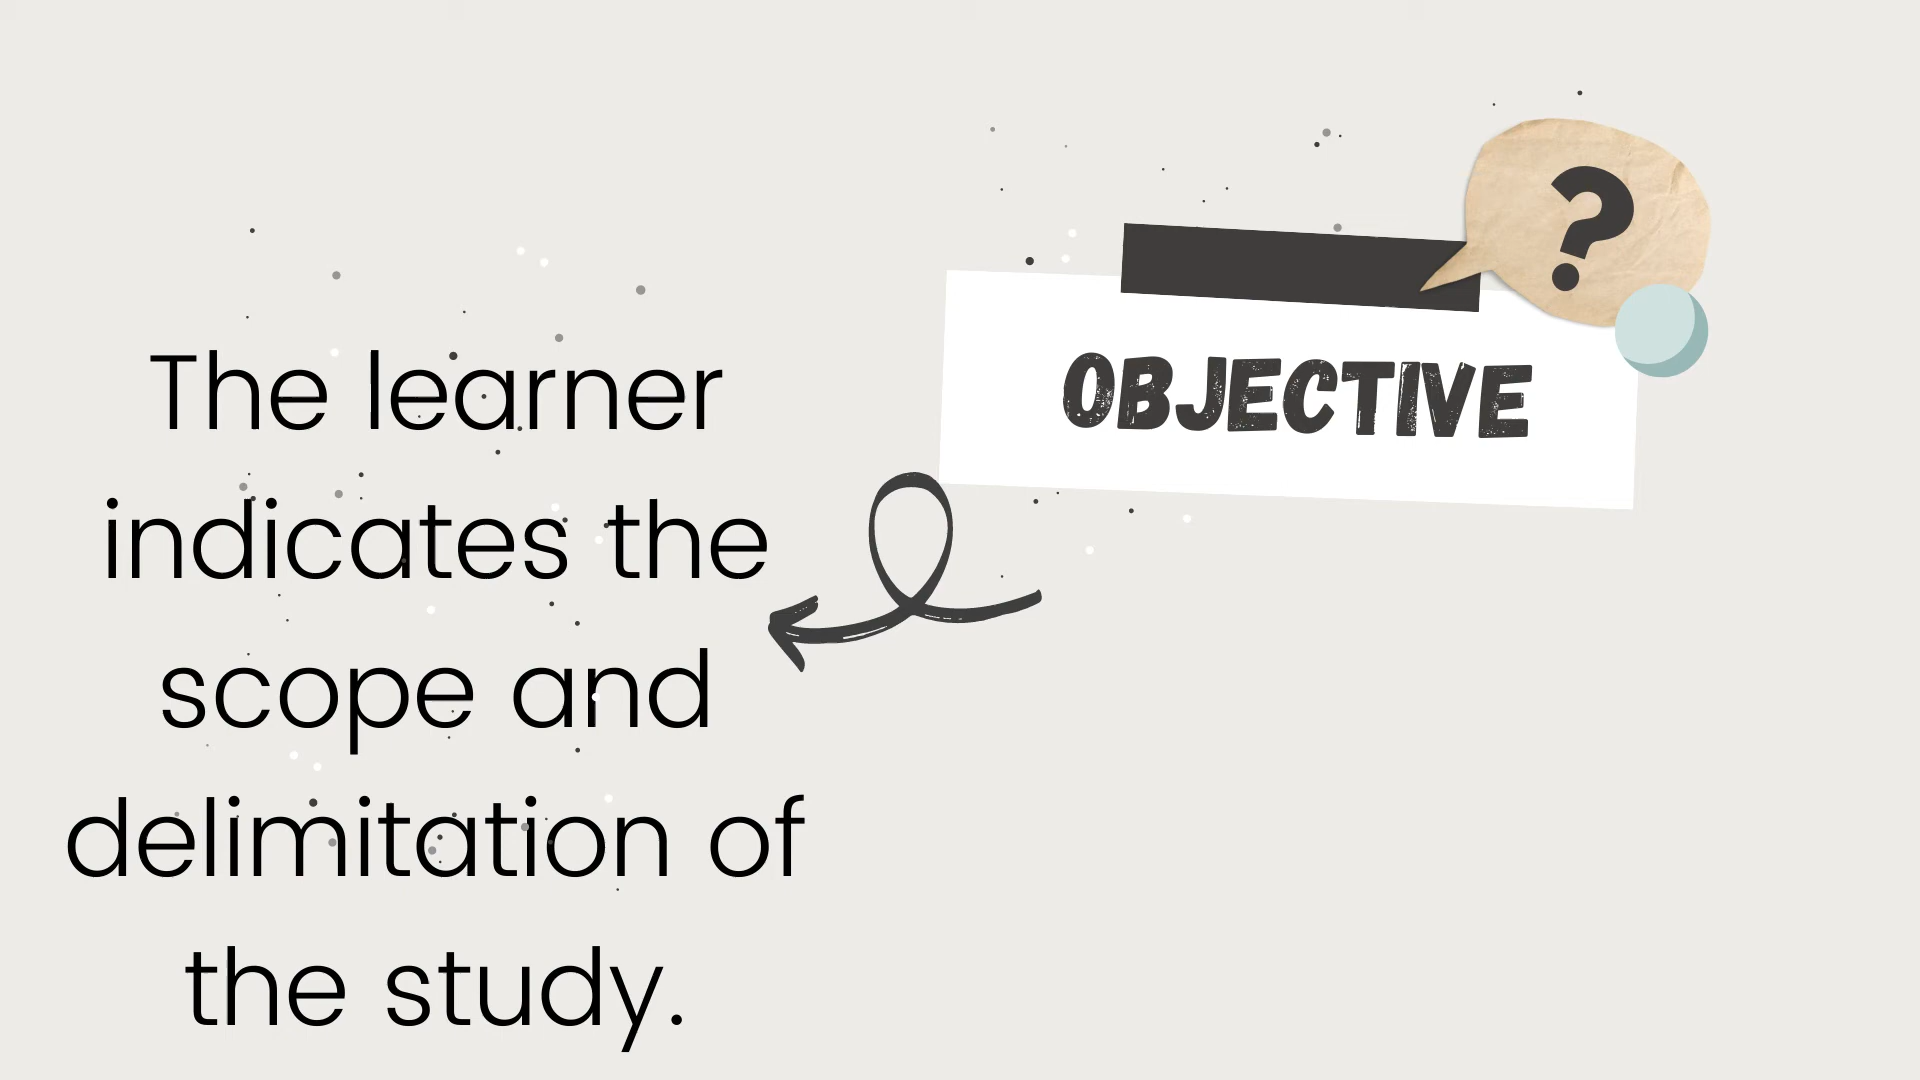 ?
OBJECTIVE
The learner
indicates the
scope and
delimitation of
the study.